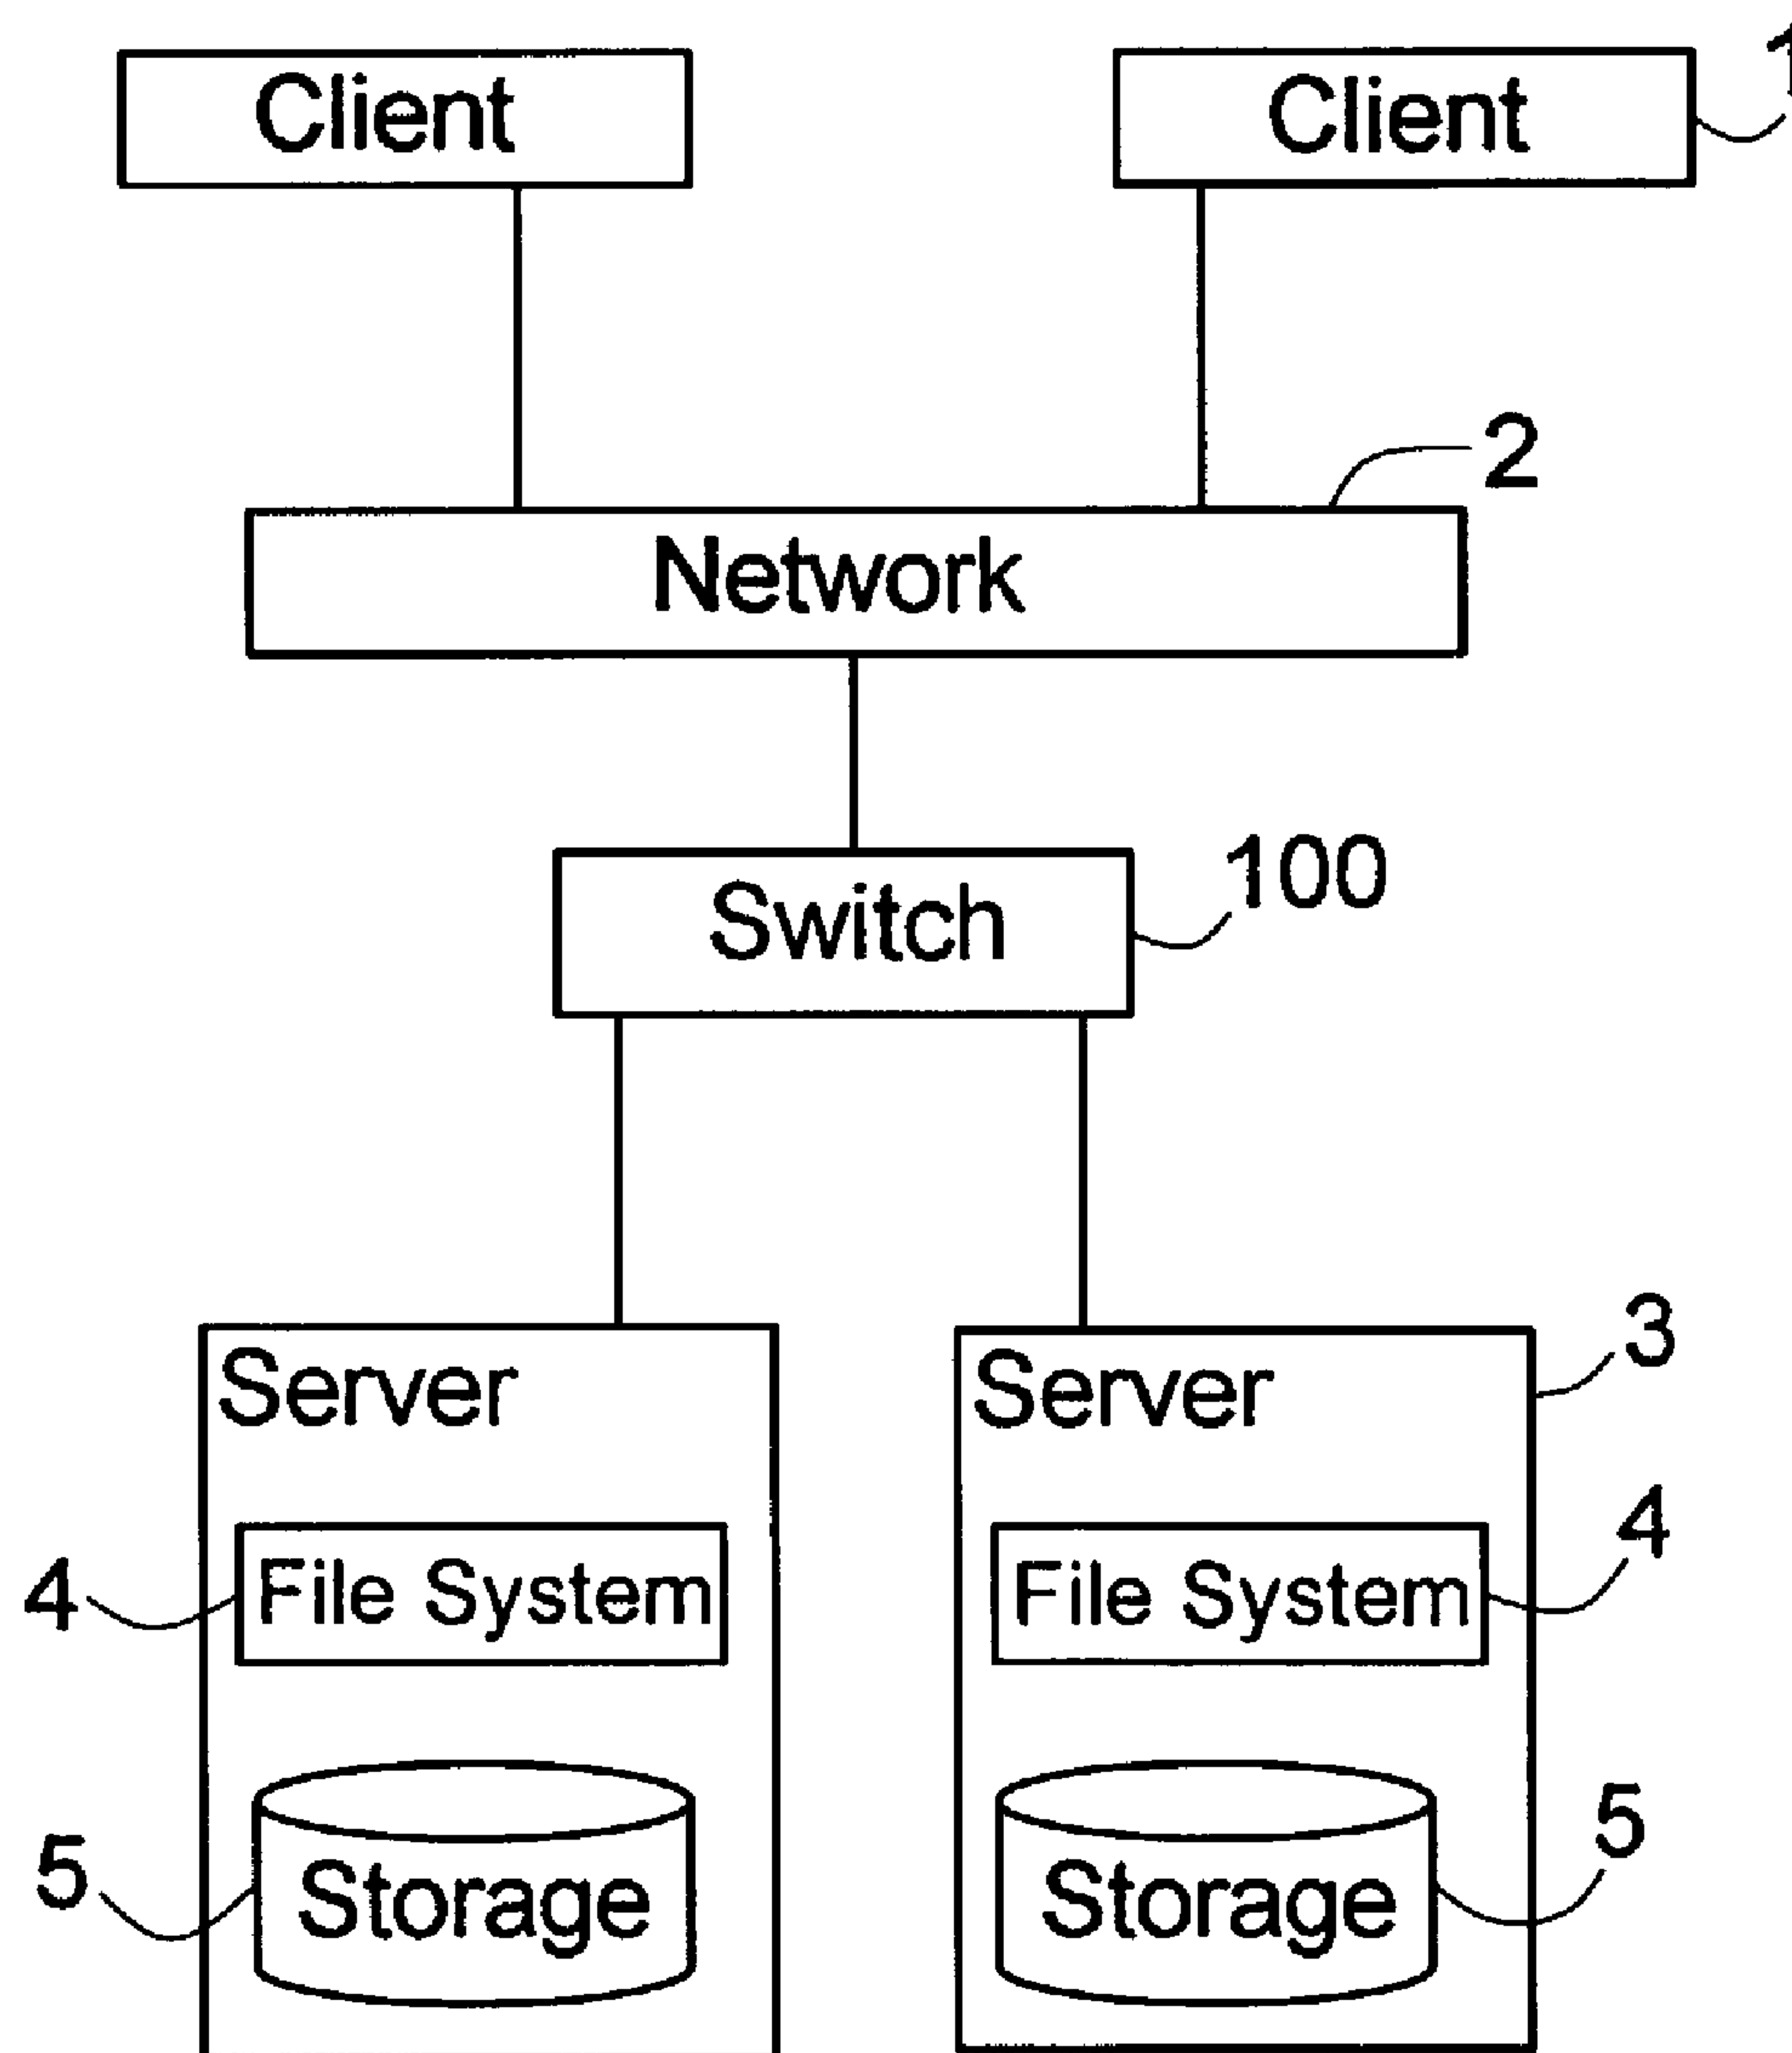 Client
Client
1
2
Network
Switch
100
Server
Server
3
File System
File System
4
4
Storage
Storage
5
5